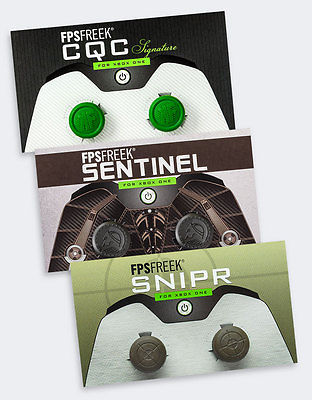 FPSFREEK®
CQC Signature
FOR XBOX ONE
FPSFREEK®
SENTINEL
FOR XBOX ONE
FPSFREEK®
SNIPR
FOR XBOX ONE